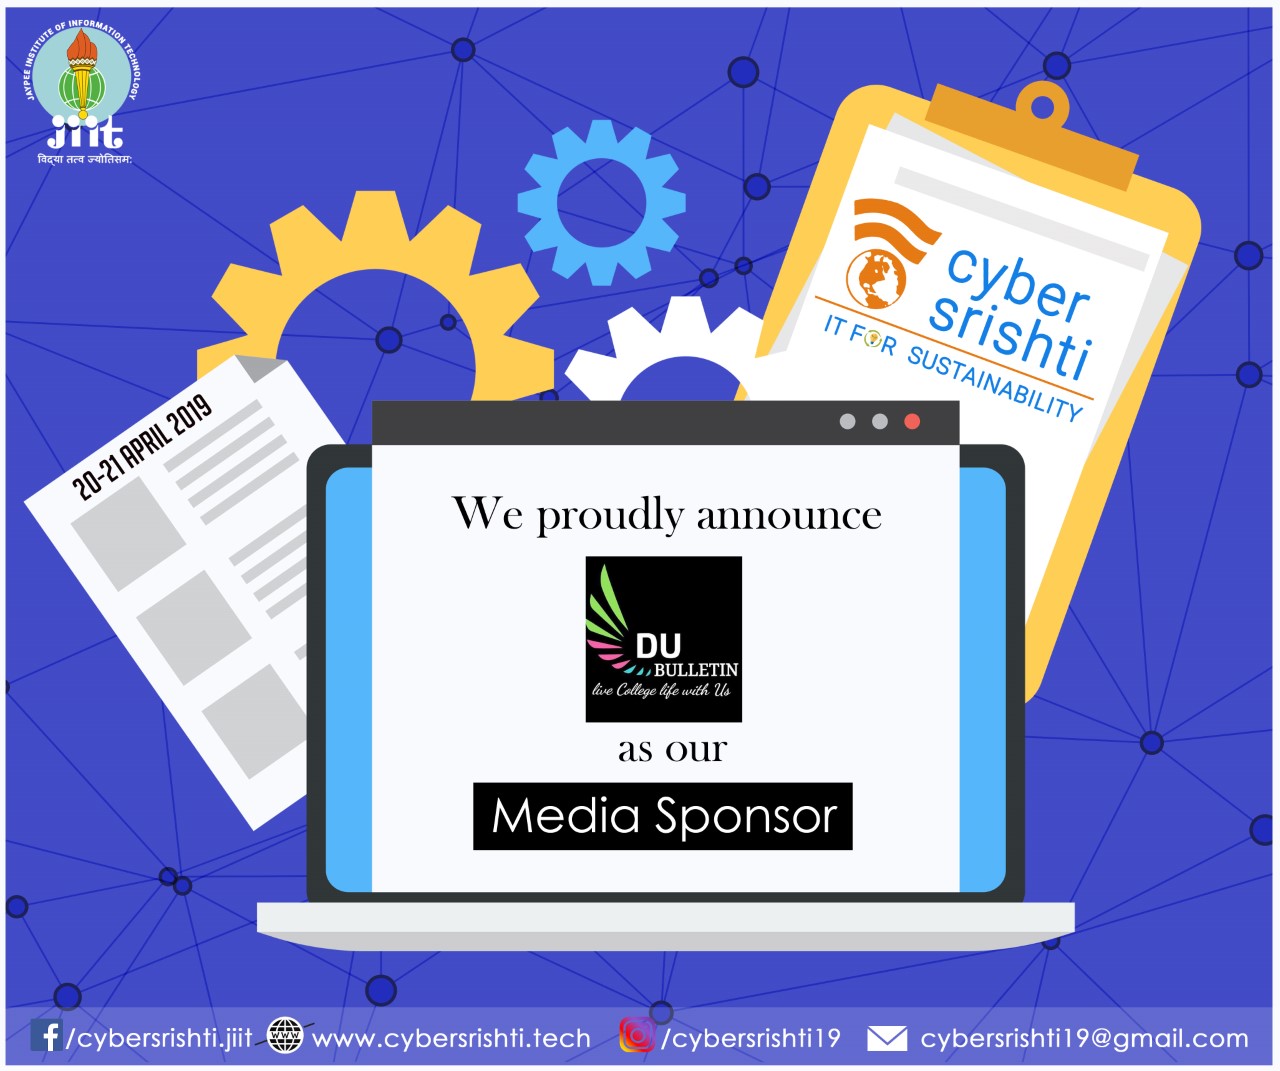 JAYPEE INSTITUTE OF INFORMATION TECHNOLOGY
jiit
विद्या तत्व ज्योतिसम:
cyber
srishti
IT FOR SUSTAINABILITY
20-21 APRIL 2019
We proudly announce
DU
BULLETIN
live College life with Us
as our
Media Sponsor
/cybersrishti.jiit
WWW
www.cybersrishti.tech
/cybersrishti19
cybersrishti19@gmail.com